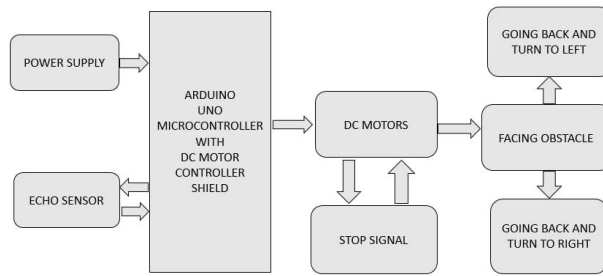 POWER SUPPLY
ECHO SENSOR
ARDUINO
UNO
MICROCONTROLLER
WITH
DC MOTOR
CONTROLLER
SHIELD
DC MOTORS
STOP SIGNAL
GOING BACK AND
TURN TO LEFT
FACING OBSTACLE
GOING BACK AND
TURN TO RIGHT